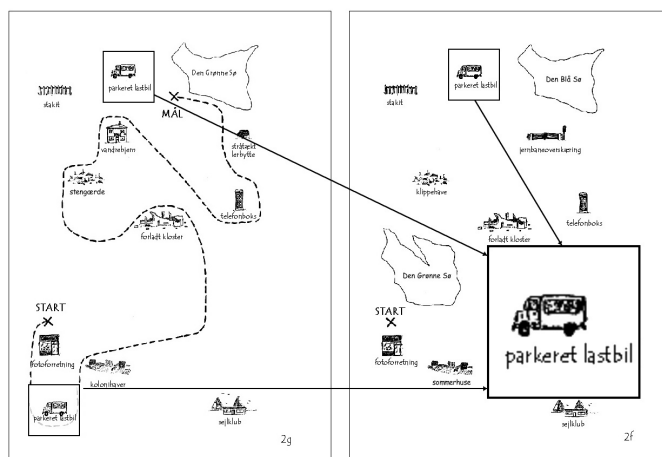 Den Grønne Sø
parkeret lastbil
stakit
MÅL
vandrehjem
stråtækt
lerhytte
stengærde
telefonboks
forladt kloster
START
fotoforretning
kolonihaver
parkeret lastbil
sejlklub
2g
Den Blå Sø
parkeret lastbil
stakit
jernbaneoverskæring
klippehave
telefonboks
forladt kloster
Den Grønne Sø
START
parkeret lastbil
fotoforretning
sommerhuse
sejlklub
2f